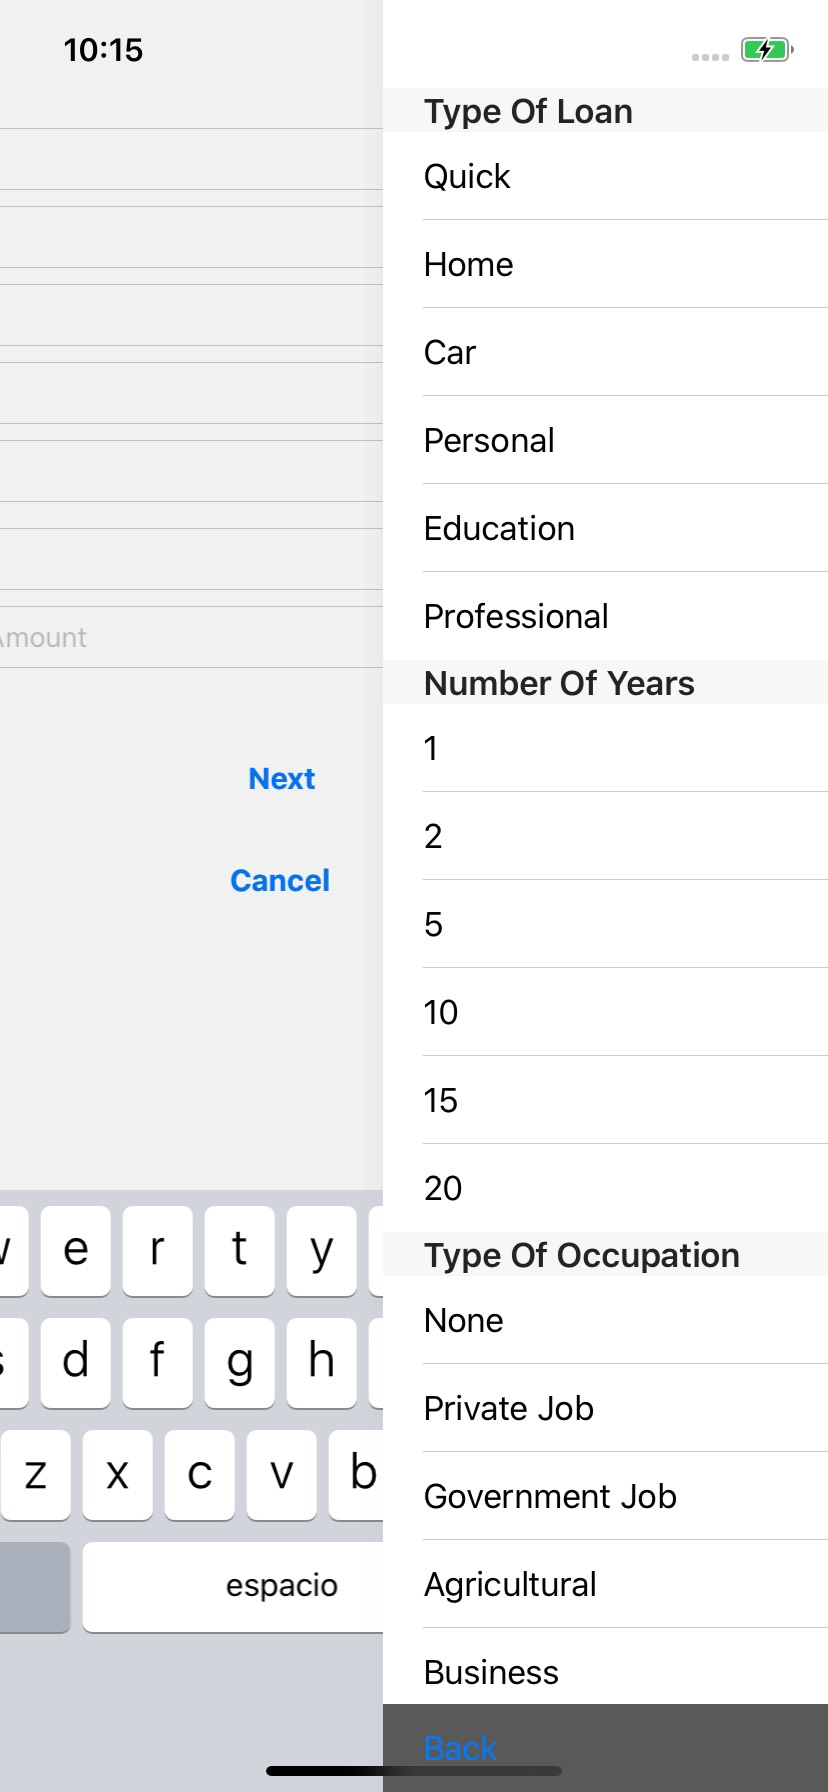 10:15
Amount
Next
Cancel
e r t y
d f g h
z x c v b
espacio
Type Of Loan
Quick
Home
Car
Personal
Education
Professional
Number Of Years
1
2
5
10
15
20
Type Of Occupation
None
Private Job
Government Job
Agricultural
Business
Back